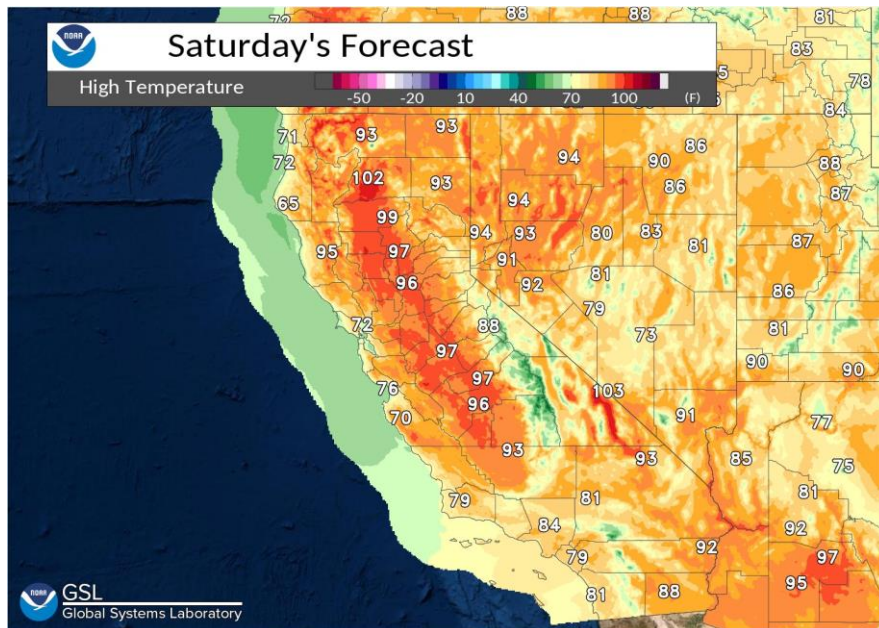 72 88 88 81
NOAA
Saturday's Forecast
83
High Temperature
-50 -20 10 40 70 100 (F)
78
84
71 93 93 86
72 94 90 88
102 93 86 87
65 99 94
95 97 94 93 80 83 81 87
96 91 81
92 86
72 88 79 73 81
97 90 90
76 97 103
70 96 91 77
93 93 85 75
79 81 81
84 92 92
79 97
81 88 95
NOAA
GSL
Global Systems Laboratory